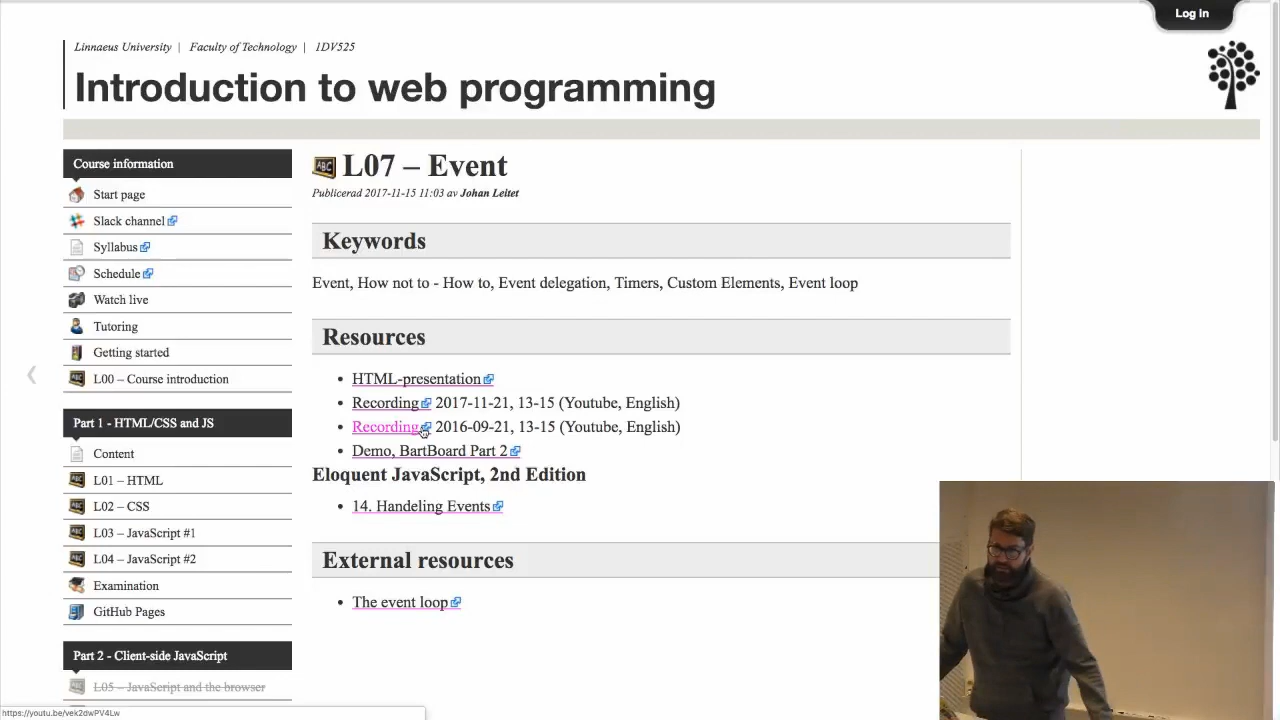 Log In
Linnaeus University | Faculty of Technology | 1DV525
Introduction to web programming
Course information
Start page
Slack channel
Syllabus
Schedule
Watch live
Tutoring
Getting started
L00 – Course introduction
Part 1 - HTML/CSS and JS
Content
L01 – HTML
L02 – CSS
L03 – JavaScript #1
L04 – JavaScript #2
Examination
GitHub Pages
Part 2 - Client-side JavaScript
L05 – JavaScript and the browser
ABC L07 – Event
Publicerad 2017-11-15 11:03 av Johan Leitet
Keywords
Event, How not to - How to, Event delegation, Timers, Custom Elements, Event loop
Resources
• HTML-presentation
• Recording 2017-11-21, 13-15 (Youtube, English)
• Recording 2016-09-21, 13-15 (Youtube, English)
• Demo, BartBoard Part 2
Eloquent JavaScript, 2nd Edition
• 14. Handeling Events
External resources
• The event loop
https://youtu.be/vek2dwPV4Lw